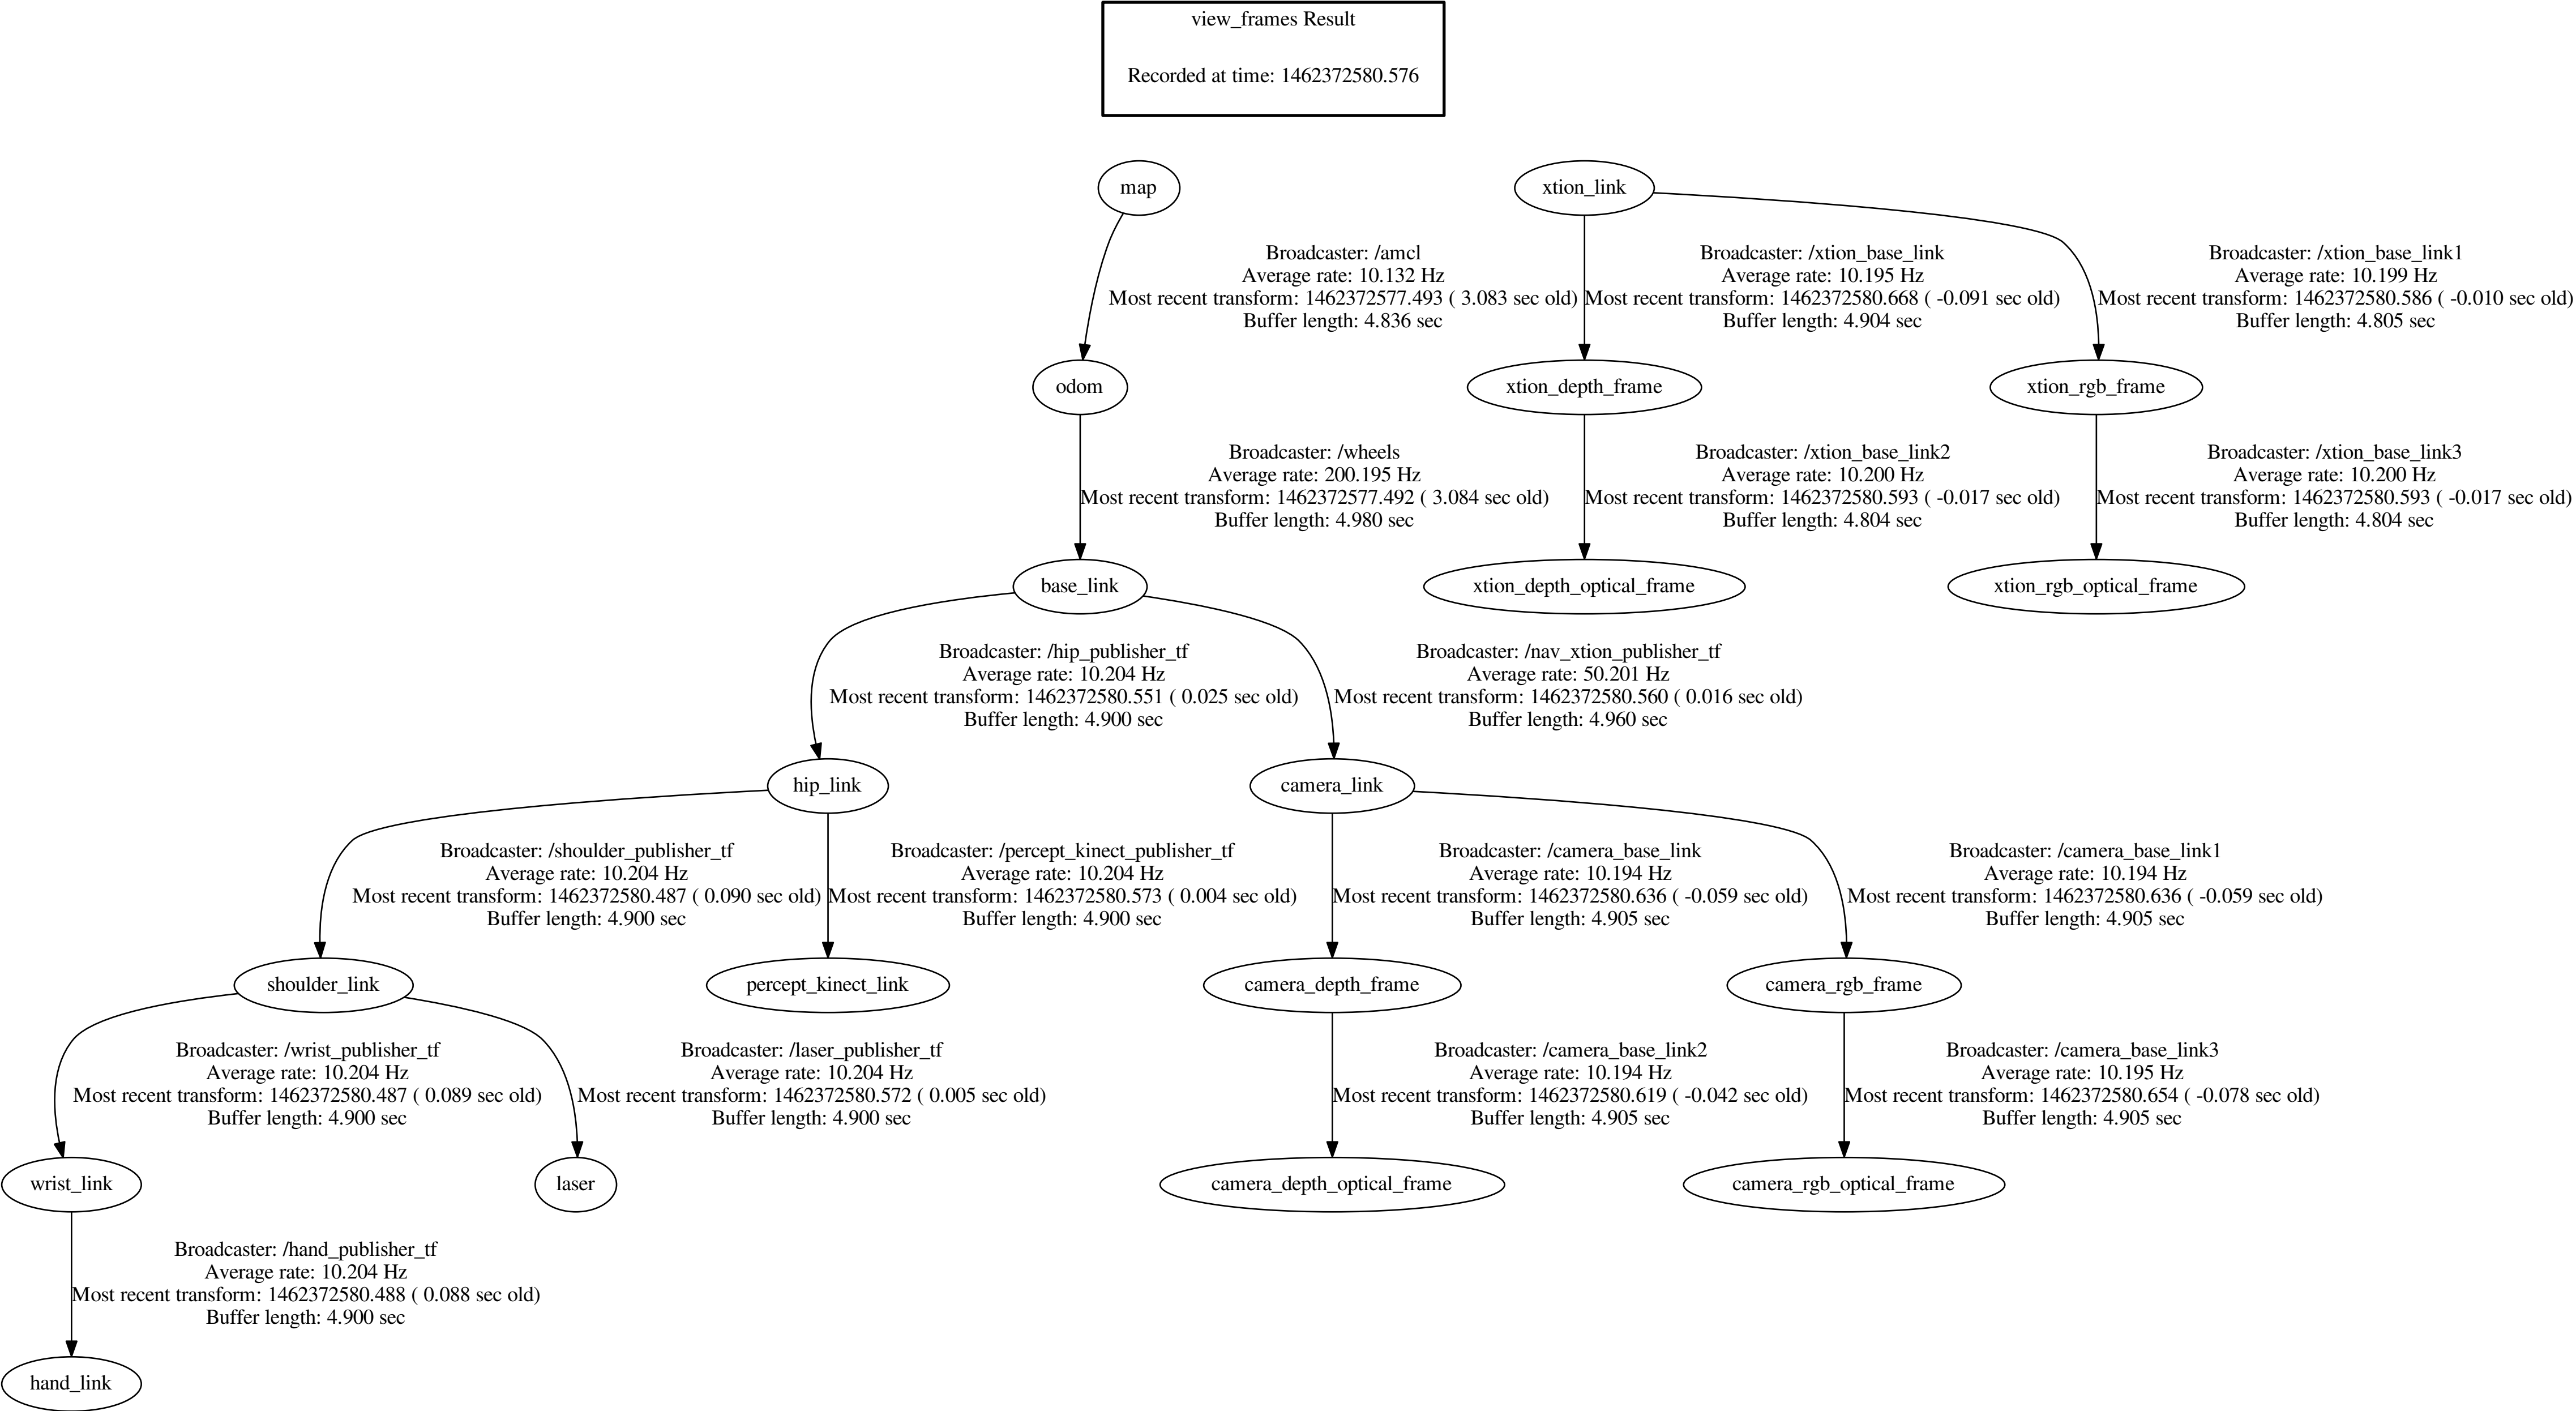 view_frames Result
Recorded at time: 1462372580.576
map
xtion_link
Broadcaster: /amcl
Average rate: 10.132 Hz
Most recent transform: 1462372577.493 ( 3.083 sec old)
Buffer length: 4.836 sec
Broadcaster: /xtion_base_link
Average rate: 10.195 Hz
Most recent transform: 1462372580.668 ( -0.091 sec old)
Buffer length: 4.904 sec
Broadcaster: /xtion_base_link1
Average rate: 10.199 Hz
Most recent transform: 1462372580.586 ( -0.010 sec old)
Buffer length: 4.805 sec
odom
xtion_depth_frame
xtion_rgb_frame
Broadcaster: /wheels
Average rate: 200.195 Hz
Most recent transform: 1462372577.492 ( 3.084 sec old)
Buffer length: 4.980 sec
Broadcaster: /xtion_base_link2
Average rate: 10.200 Hz
Most recent transform: 1462372580.593 ( -0.017 sec old)
Buffer length: 4.804 sec
Broadcaster: /xtion_base_link3
Average rate: 10.200 Hz
Most recent transform: 1462372580.593 ( -0.017 sec old)
Buffer length: 4.804 sec
base_link
xtion_depth_optical_frame
xtion_rgb_optical_frame
Broadcaster: /hip_publisher_tf
Average rate: 10.204 Hz
Most recent transform: 1462372580.551 ( 0.025 sec old)
Buffer length: 4.900 sec
Broadcaster: /nav_xtion_publisher_tf
Average rate: 50.201 Hz
Most recent transform: 1462372580.560 ( 0.016 sec old)
Buffer length: 4.960 sec
hip_link
camera_link
Broadcaster: /shoulder_publisher_tf
Average rate: 10.204 Hz
Most recent transform: 1462372580.487 ( 0.090 sec old)
Buffer length: 4.900 sec
Broadcaster: /percept_kinect_publisher_tf
Average rate: 10.204 Hz
Most recent transform: 1462372580.573 ( 0.004 sec old)
Buffer length: 4.900 sec
Broadcaster: /camera_base_link
Average rate: 10.194 Hz
Most recent transform: 1462372580.636 ( -0.059 sec old)
Buffer length: 4.905 sec
Broadcaster: /camera_base_link1
Average rate: 10.194 Hz
Most recent transform: 1462372580.636 ( -0.059 sec old)
Buffer length: 4.905 sec
shoulder_link
percept_kinect_link
camera_depth_frame
camera_rgb_frame
Broadcaster: /wrist_publisher_tf
Average rate: 10.204 Hz
Most recent transform: 1462372580.487 ( 0.089 sec old)
Buffer length: 4.900 sec
Broadcaster: /laser_publisher_tf
Average rate: 10.204 Hz
Most recent transform: 1462372580.572 ( 0.005 sec old)
Buffer length: 4.900 sec
Broadcaster: /camera_base_link2
Average rate: 10.194 Hz
Most recent transform: 1462372580.619 ( -0.042 sec old)
Buffer length: 4.905 sec
Broadcaster: /camera_base_link3
Average rate: 10.195 Hz
Most recent transform: 1462372580.654 ( -0.078 sec old)
Buffer length: 4.905 sec
wrist_link
laser
camera_depth_optical_frame
camera_rgb_optical_frame
Broadcaster: /hand_publisher_tf
Average rate: 10.204 Hz
Most recent transform: 1462372580.488 ( 0.088 sec old)
Buffer length: 4.900 sec
hand_link